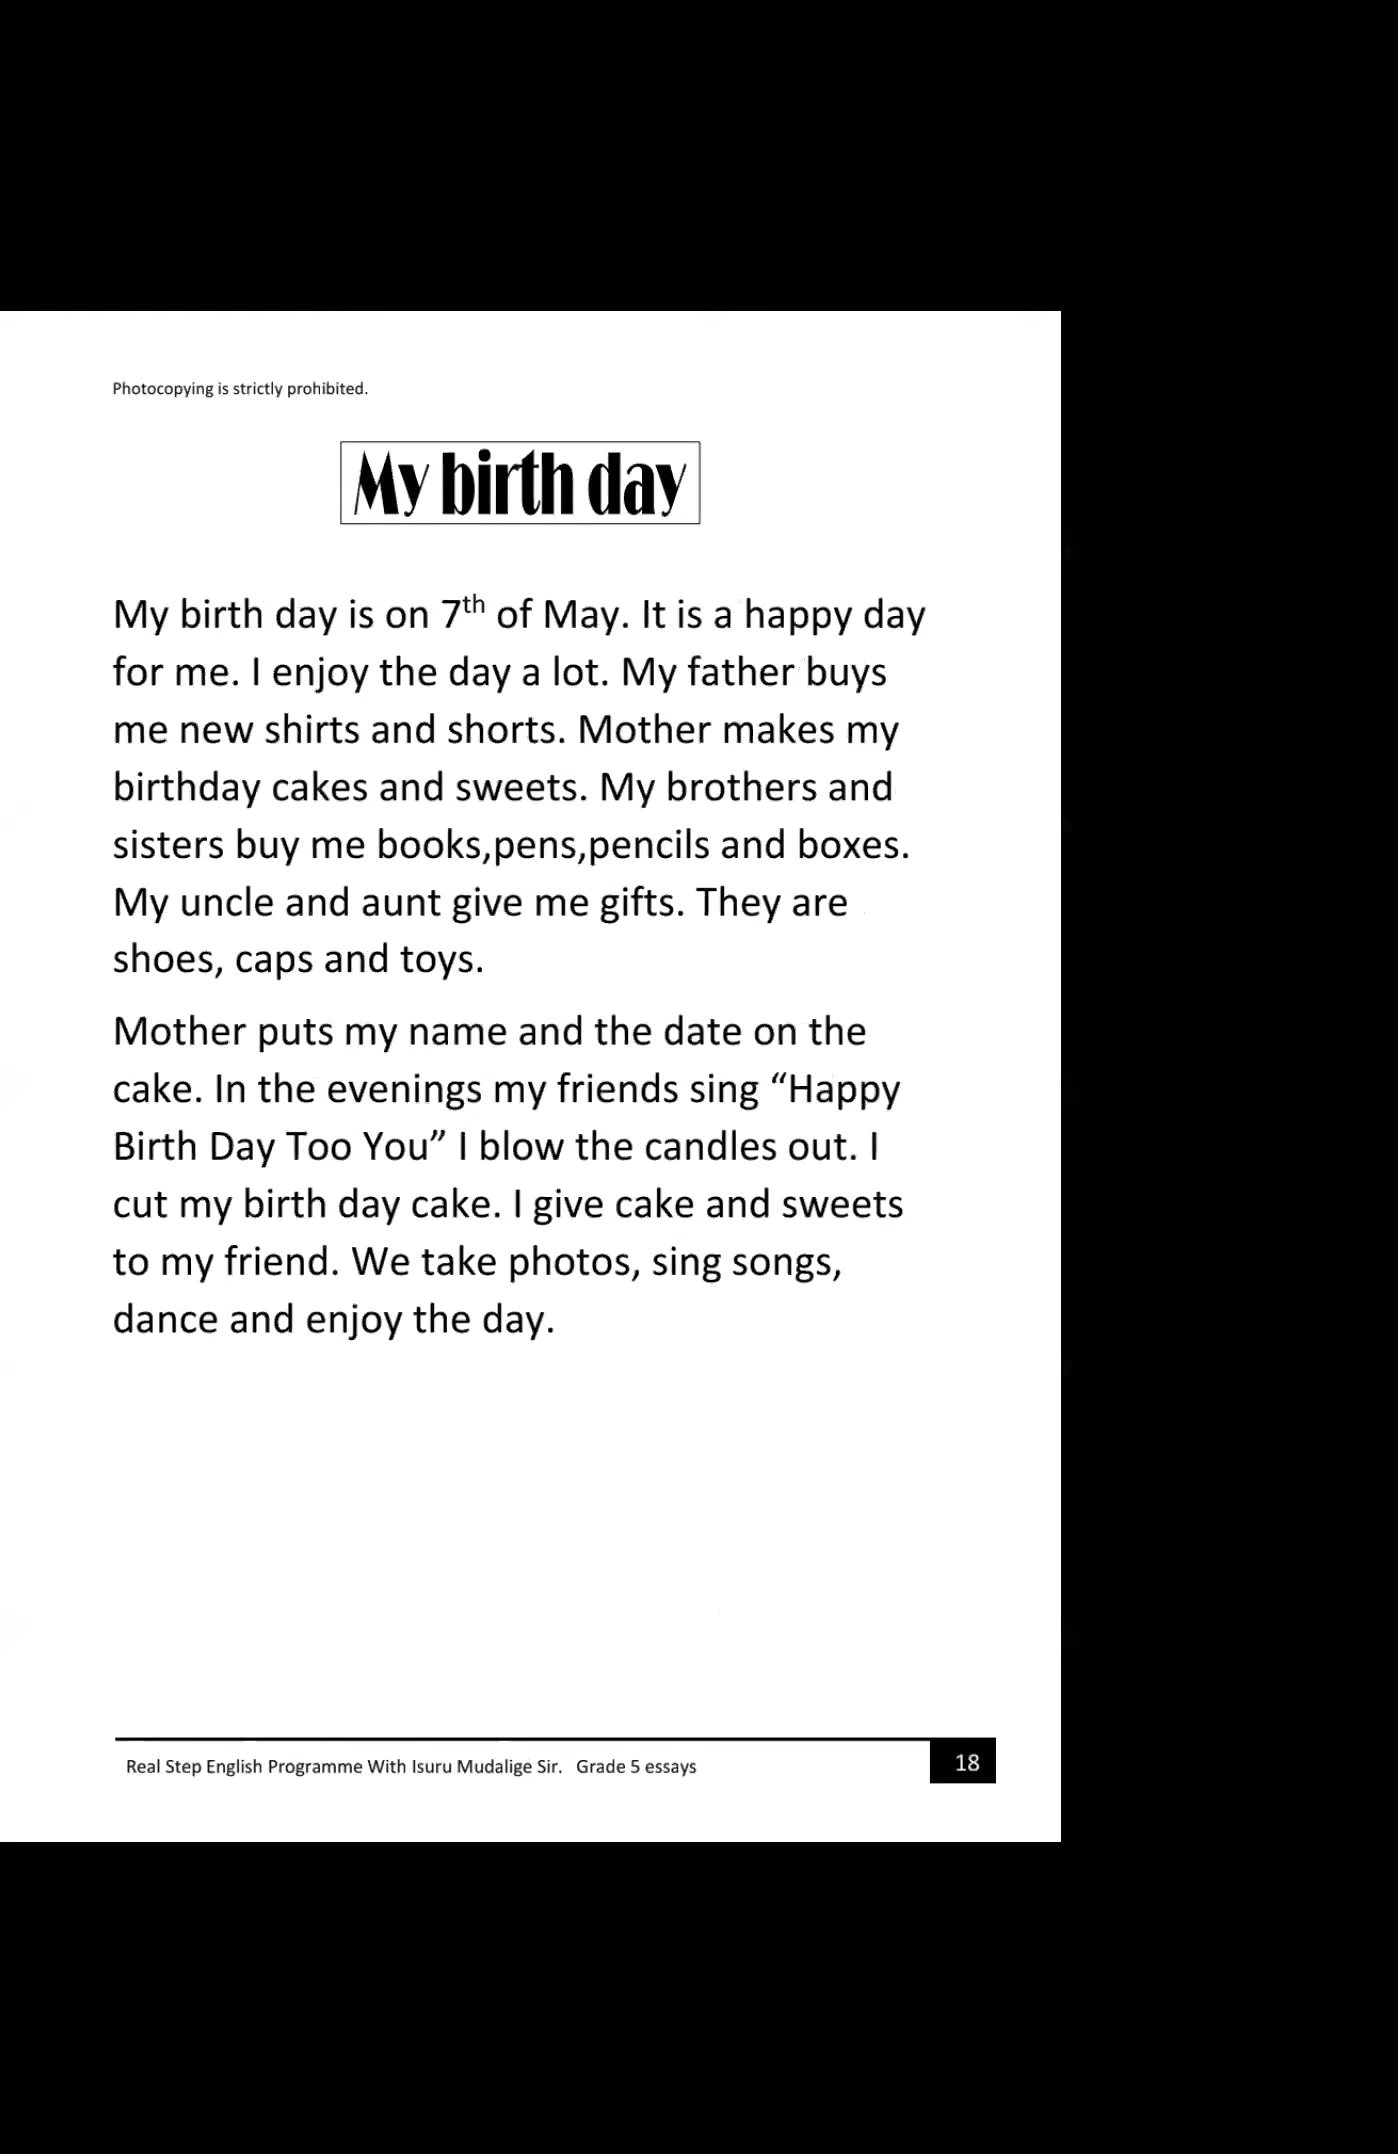 Photocopying is strictly prohibited.
My birth day
My birth day is on 7th of May. It is a happy day
for me. I enjoy the day a lot. My father buys
me new shirts and shorts. Mother makes my
birthday cakes and sweets. My brothers and
sisters buy me books,pens,pencils and boxes.
My uncle and aunt give me gifts. They are
shoes, caps and toys.
Mother puts my name and the date on the
cake. In the evenings my friends sing “Happy
Birth Day Too You” I blow the candles out. I
cut my birth day cake. I give cake and sweets
to my friend. We take photos, sing songs,
dance and enjoy the day.
Real Step English Programme With Isuru Mudalige Sir. Grade 5 essays 18